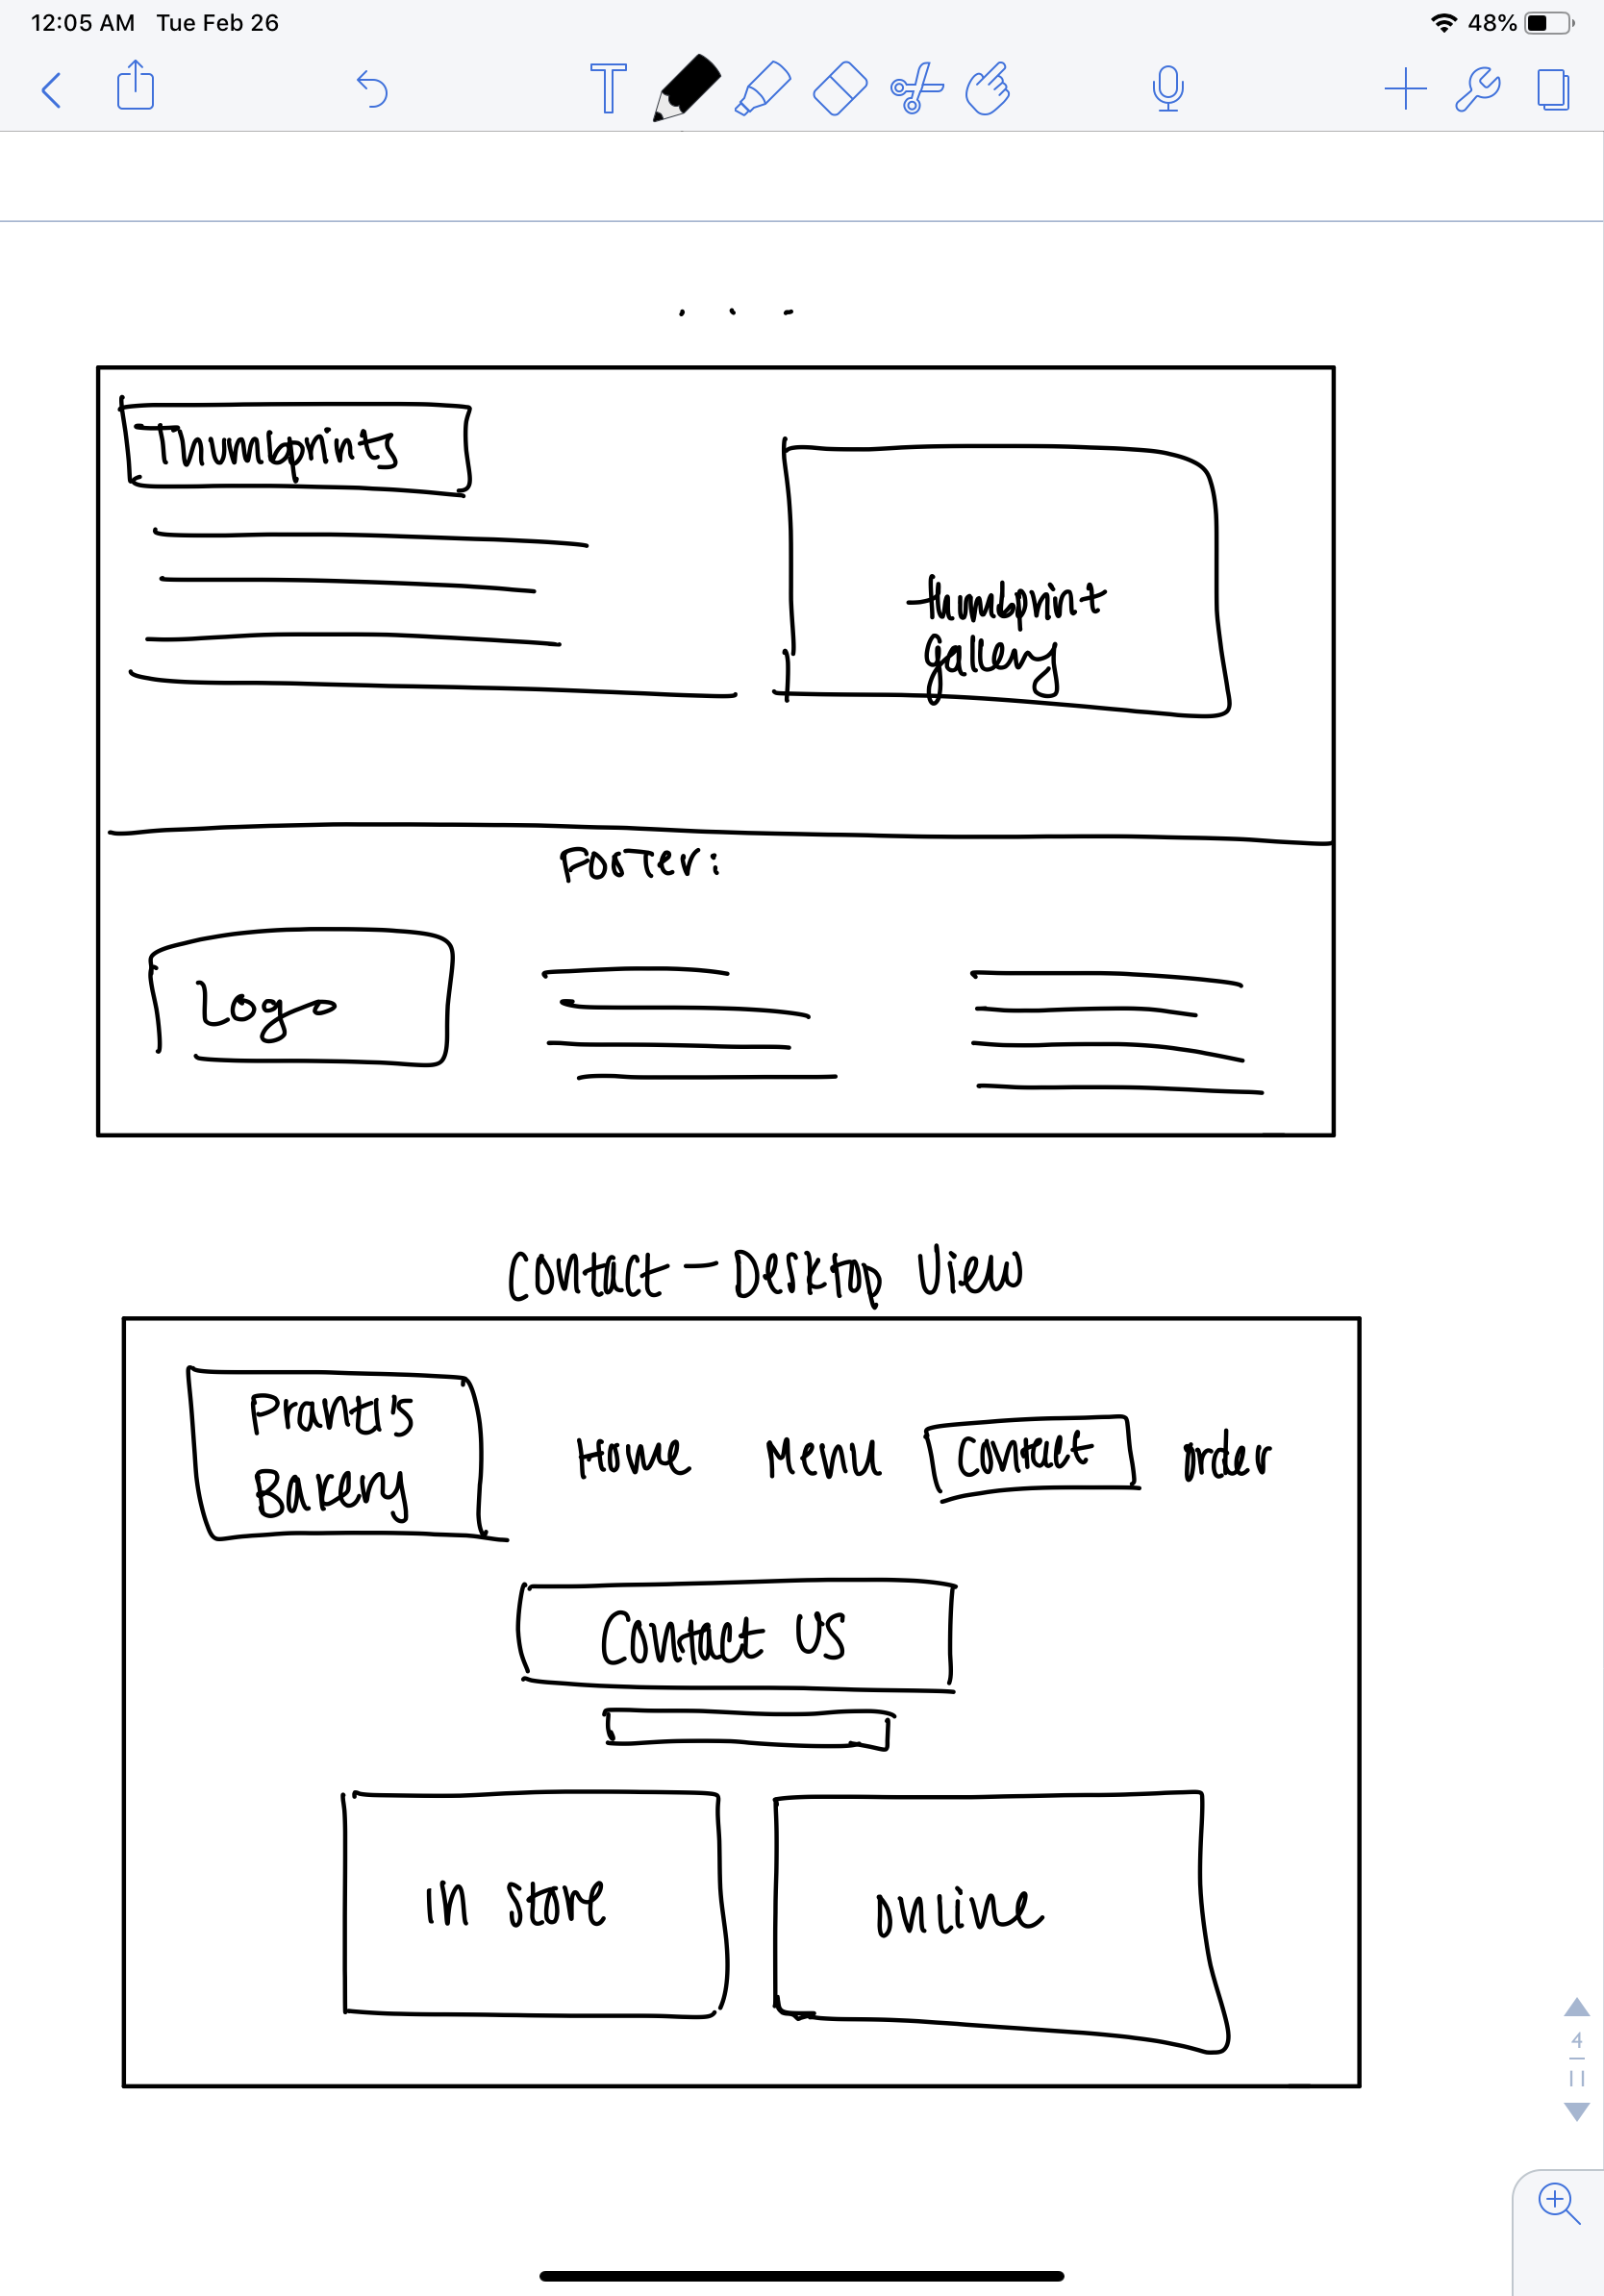 12:05 AM Tue Feb 26
48%
. . .
Thumbprints
thumbprint
gallery
Footer:
Logo
Contact – Desktop View
Pranti's
Bakery
Home Menu Contact order
Contact Us
in store
online
4
11